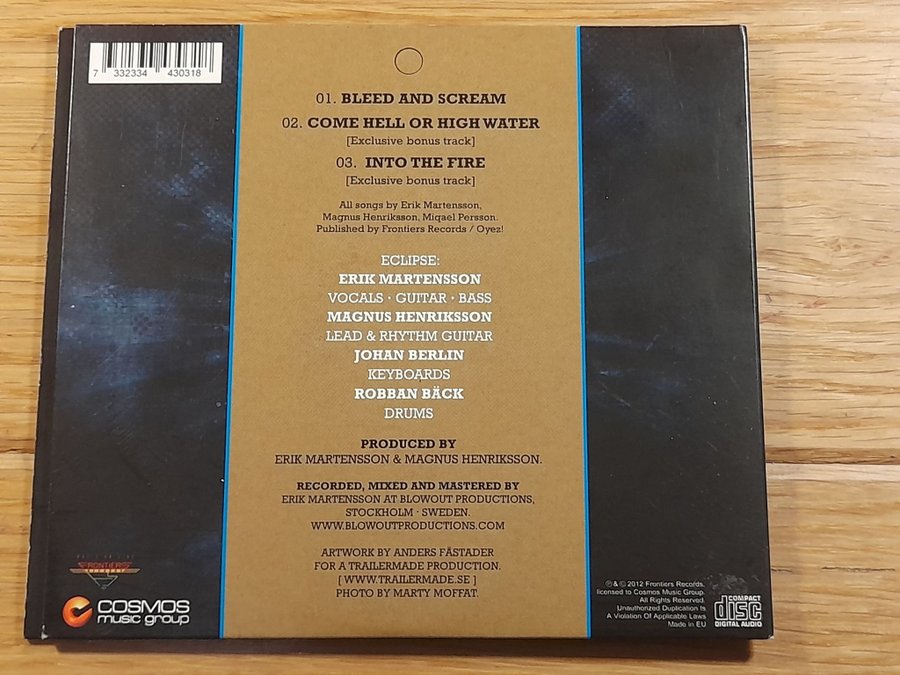 7 332334 430318
01. BLEED AND SCREAM
02. COME HELL OR HIGH WATER
[Exclusive bonus track]
03. INTO THE FIRE
[Exclusive bonus track]
All songs by Erik Martensson,
Magnus Henriksson, Miqael Persson.
Published by Frontiers Records / Oyez!
ECLIPSE:
ERIK MARTENSSON
VOCALS · GUITAR · BASS
MAGNUS HENRIKSSON
LEAD & RHYTHM GUITAR
JOHAN BERLIN
KEYBOARDS
ROBBAN BÄCK
DRUMS
PRODUCED BY
ERIK MARTENSSON & MAGNUS HENRIKSSON.
RECORDED, MIXED AND MASTERED BY
ERIK MARTENSSON AT BLOWOUT PRODUCTIONS,
STOCKHOLM · SWEDEN.
WWW.BLOWOUTPRODUCTIONS.COM
ARTWORK BY ANDERS FÄSTADER
FOR A TRAILERMADE PRODUCTION.
[ WWW.TRAILERMADE.SE ]
PHOTO BY MARTY MOFFAT.
FRONTIERS
COSMOS
music group
℗ & © 2012 Frontiers Records,
licensed to Cosmos Music Group.
All Rights Reserved.
Unauthorized Duplication Is
A Violation Of Applicable Laws
Made in EU
COMPACT
disc
DIGITAL AUDIO